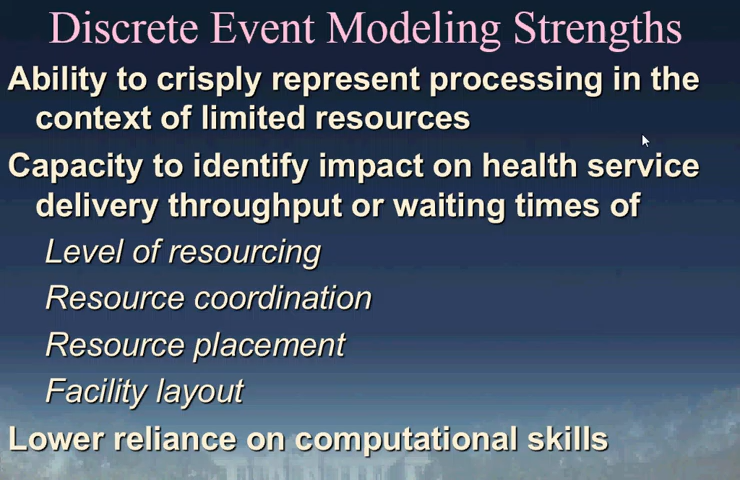 Discrete Event Modeling Strengths
Ability to crisply represent processing in the
context of limited resources
Capacity to identify impact on health service
delivery throughput or waiting times of
Level of resourcing
Resource coordination
Resource placement
Facility layout
Lower reliance on computational skills